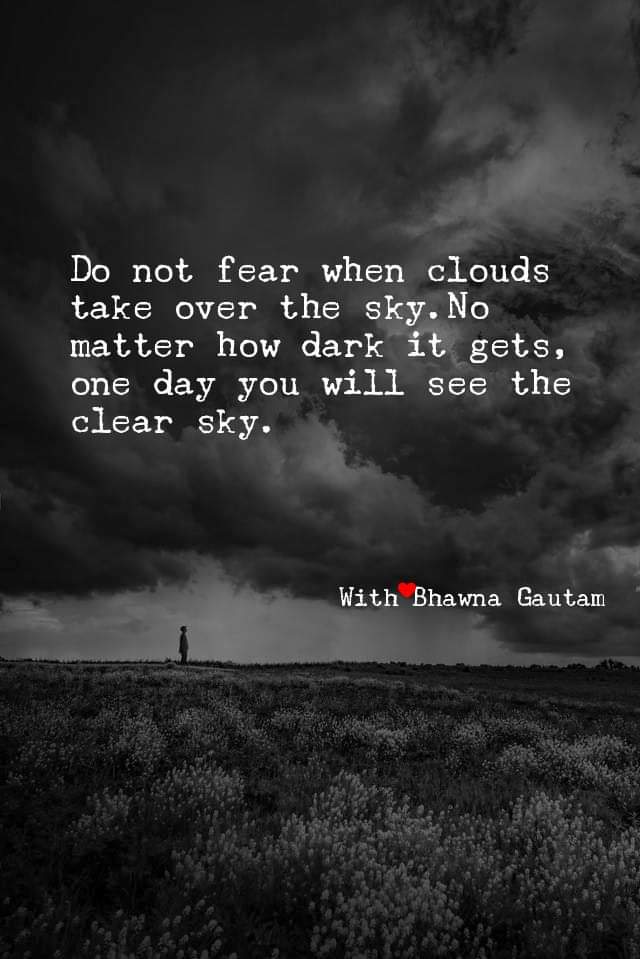 Do not fear when clouds
take over the sky.No
matter how dark it gets,
one day you will see the
clear sky.
With❤Bhawna Gautam